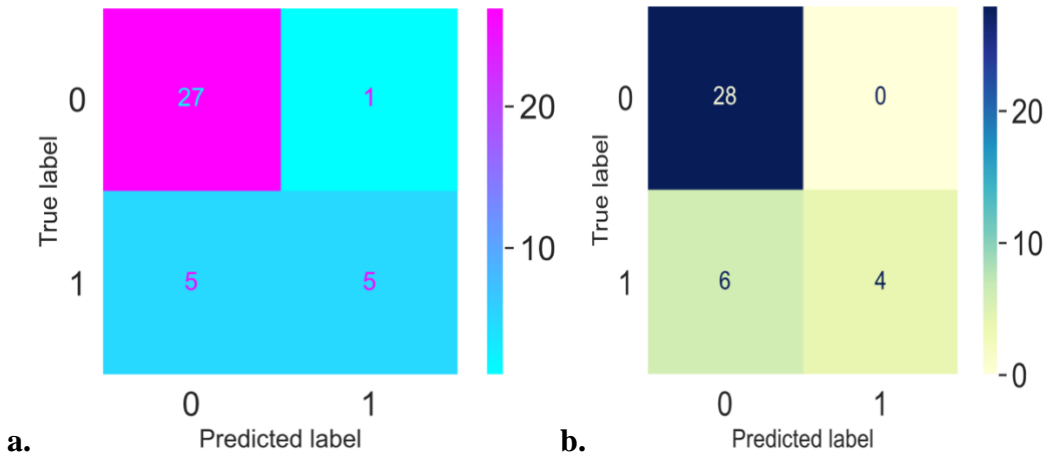 0 27 1
20
True label
10
1 5 5
0 1
a. Predicted label
0 28 0
20
True label
10
1 6 4
0
0 1
b. Predicted label